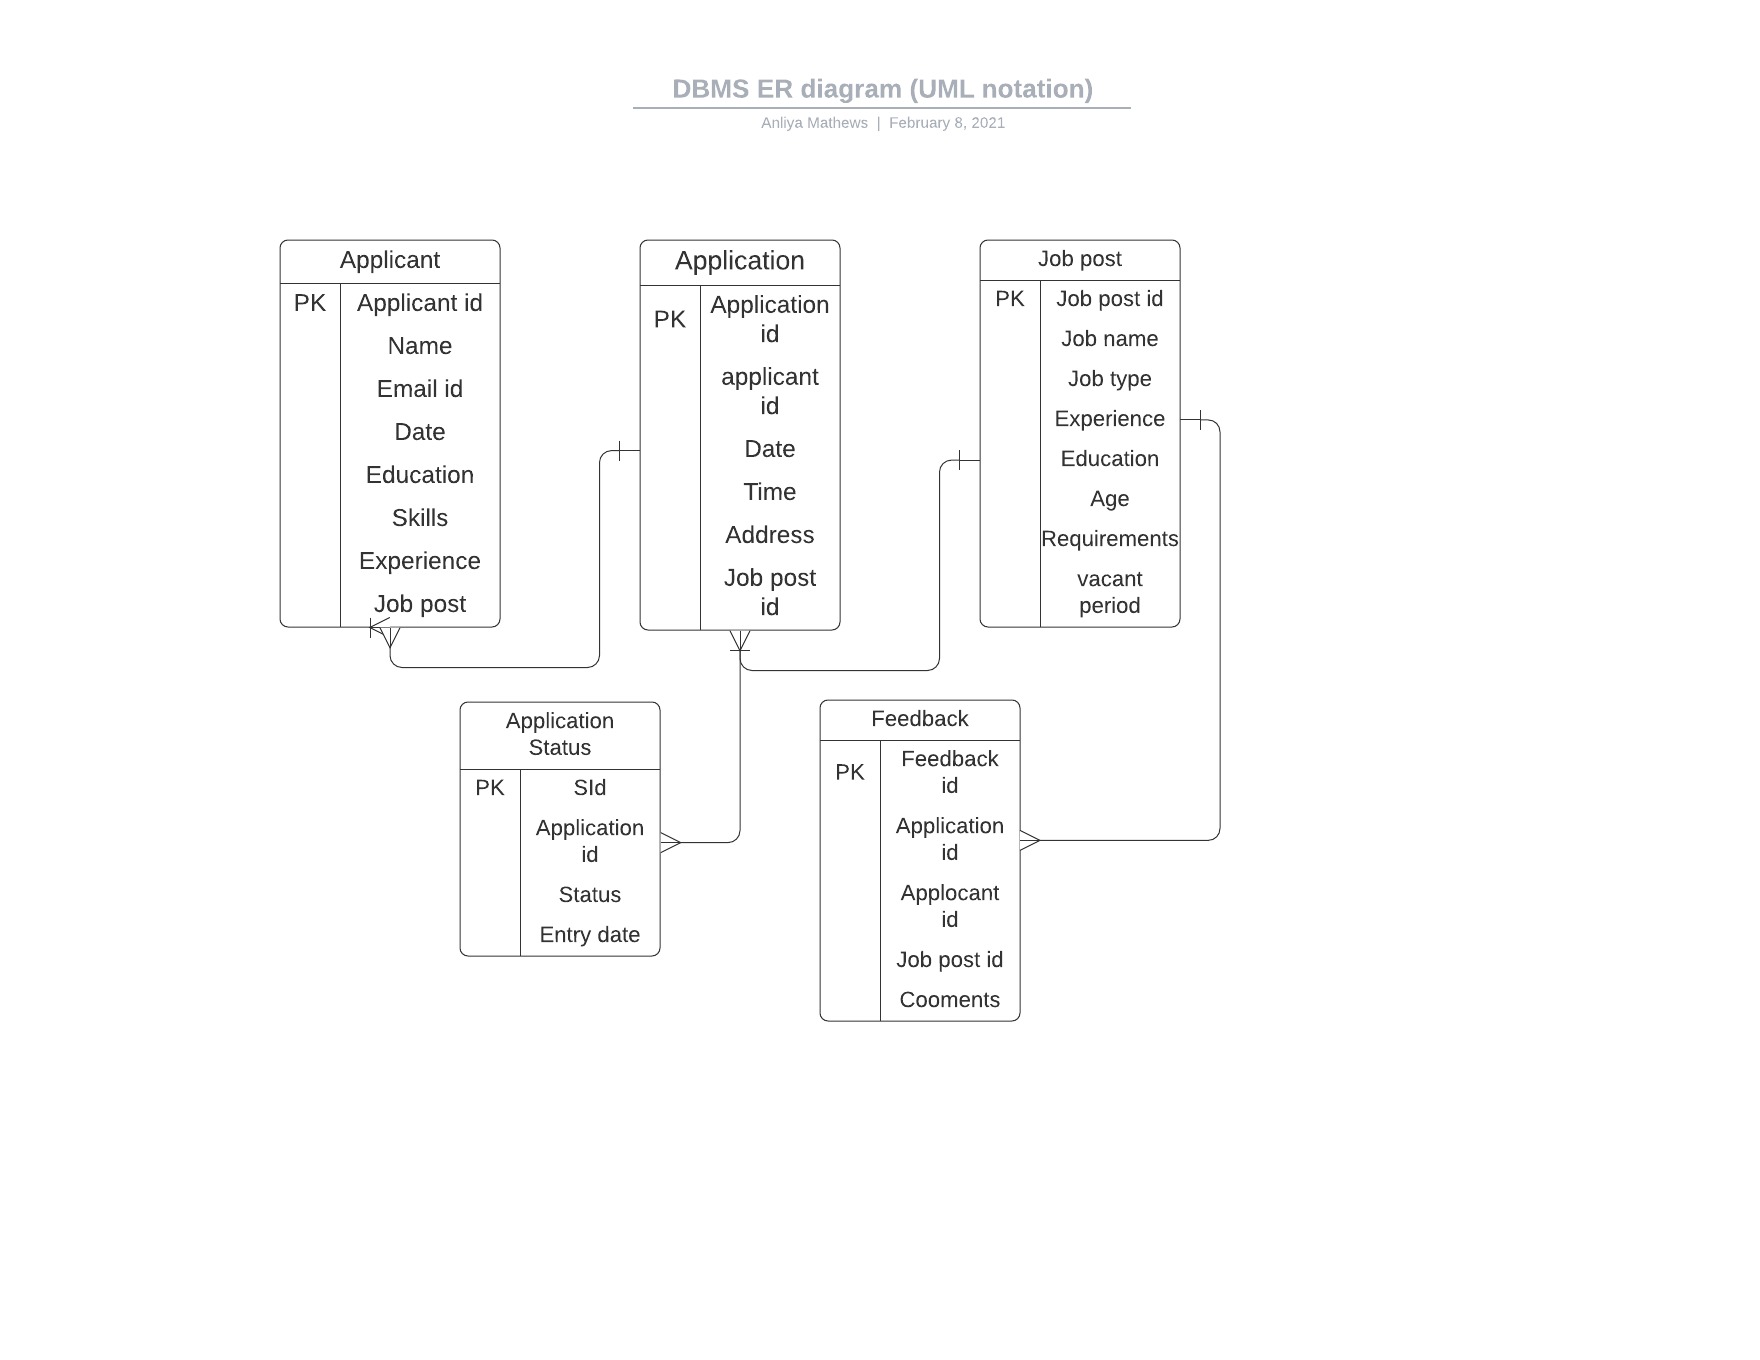 DBMS ER diagram (UML notation)
Anliya Mathews | February 8, 2021
Applicant
PK
Applicant id
Name
Email id
Date
Education
Skills
Experience
Job post
Application
PK
Application
id
applicant
id
Date
Time
Address
Job post
id
Job post
PK
Job post id
Job name
Job type
Experience
Education
Age
Requirements
vacant
period
Application
Status
PK
SId
Application
id
Status
Entry date
Feedback
PK
Feedback
id
Application
id
Applocant
id
Job post id
Cooments